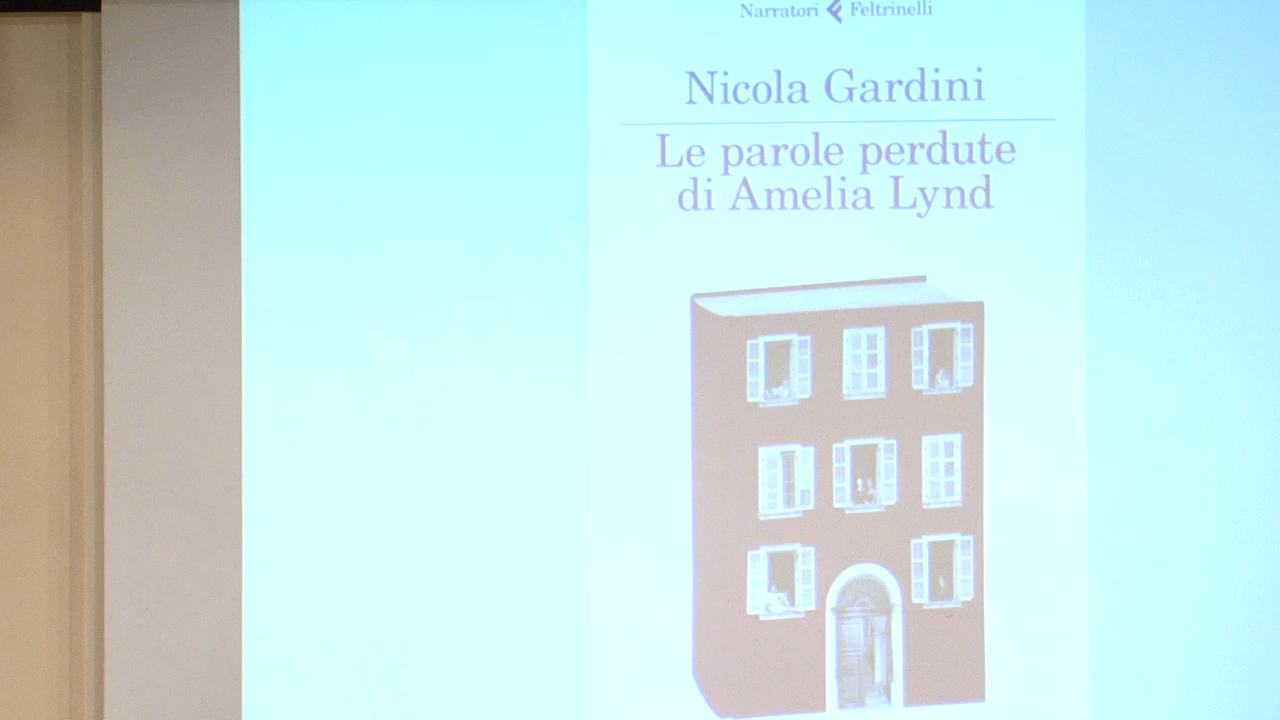 Narratori Feltrinelli
Nicola Gardini
Le parole perdute
di Amelia Lynd